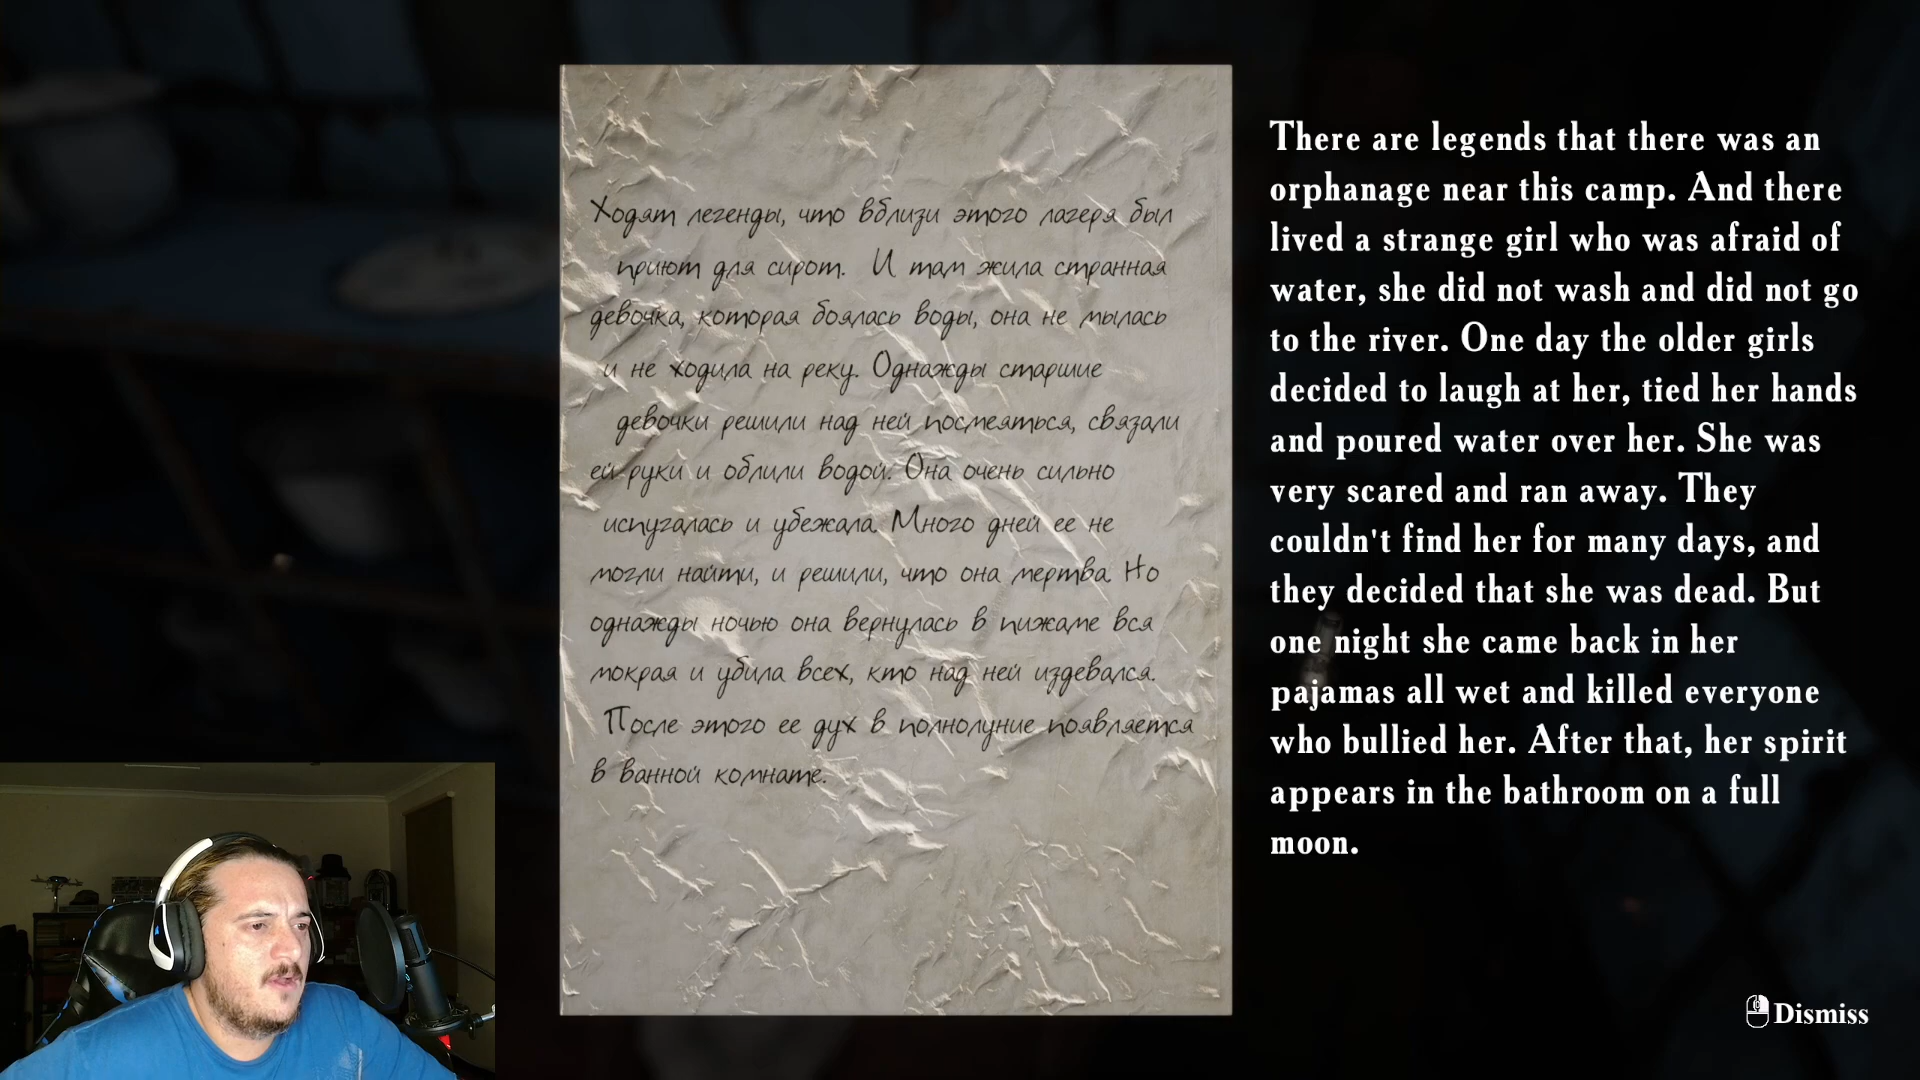 Ходят легенды, что вблизи этого лагеря был
приют для сирот. И там жила странная
девочка, которая боялась воды, она не мылась
и не ходила на реку. Однажды старшие
девочки решили над ней посмеяться, связали
ей руки и облили водой. Она очень сильно
испугалась и убежала. Много дней ее не
могли найти, и решили, что она мертва. Но
однажды ночью она вернулась в пижаме вся
мокрая и убила всех, кто над ней издевался.
После этого ее дух в полнолуние появляется
в ванной комнате.
There are legends that there was an
orphanage near this camp. And there
lived a strange girl who was afraid of
water, she did not wash and did not go
to the river. One day the older girls
decided to laugh at her, tied her hands
and poured water over her. She was
very scared and ran away. They
couldn't find her for many days, and
they decided that she was dead. But
one night she came back in her
pajamas all wet and killed everyone
who bullied her. After that, her spirit
appears in the bathroom on a full
moon.
Dismiss